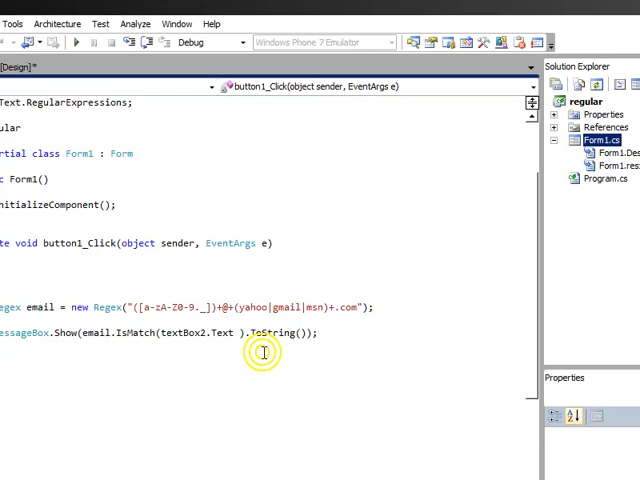 Tools Architecture Test Analyze Window Help
Debug Windows Phone 7 Emulator
[Design]*
Solution Explorer
button1_Click(object sender, EventArgs e)
Text.RegularExpressions;
regular
Properties
ular
References
rtial class Form1 : Form
Form1.cs
Form1.Des
Form1.res
c Form1()
Program.cs
nitializeComponent();
te void button1_Click(object sender, EventArgs e)
egex email = new Regex("([a-zA-Z0-9._])+@+(yahoo|gmail|msn)+.com");
essageBox.Show(email.IsMatch(textBox2.Text ).ToString());
Properties